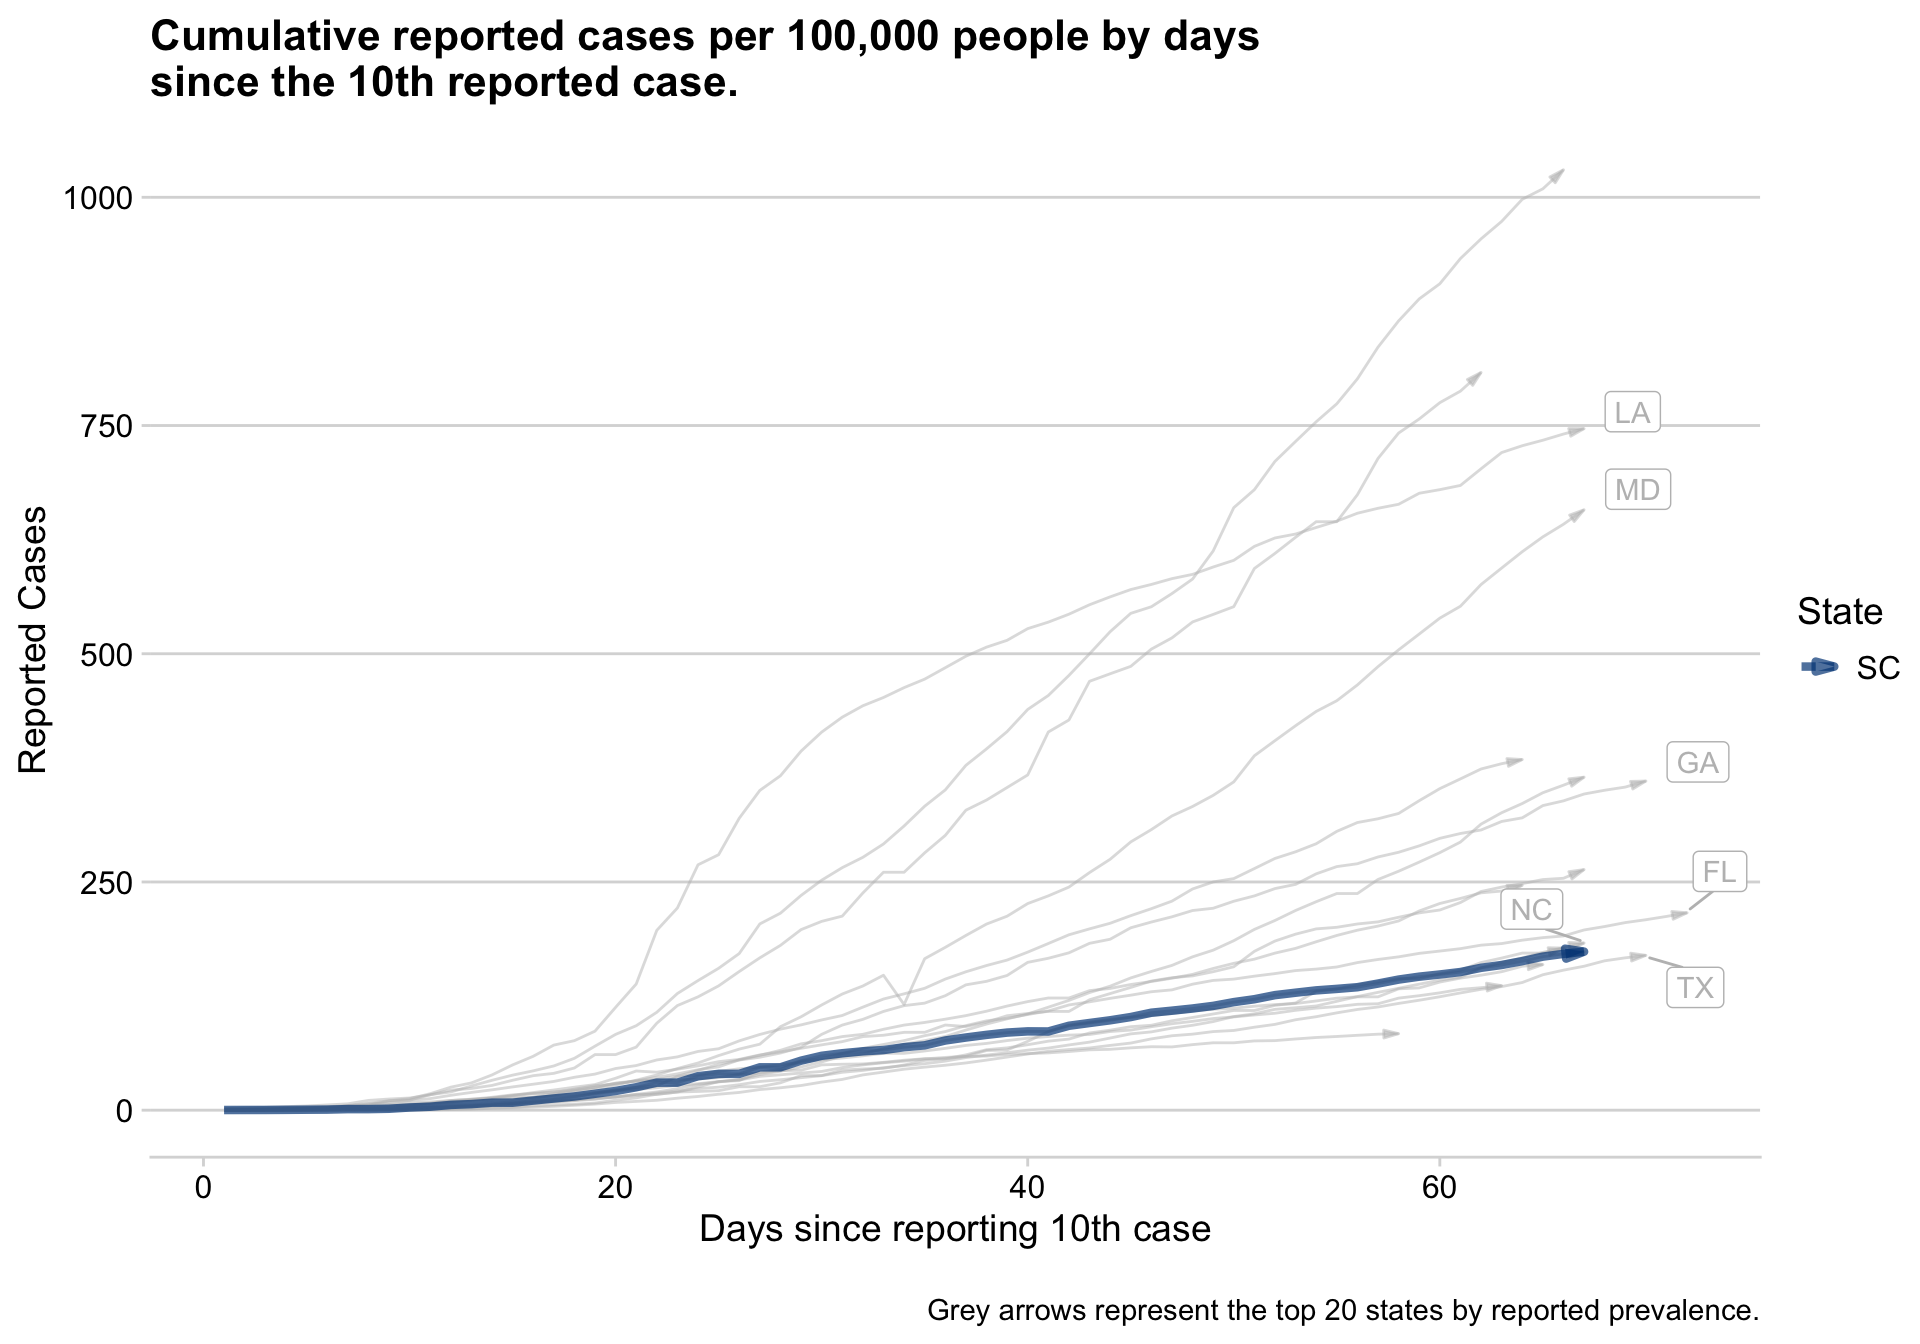 Cumulative reported cases per 100,000 people by days
since the 10th reported case.
1000
750
500
250
0
Reported Cases
LA
MD
GA
FL
NC
TX
State
SC
0
20
40
60
Days since reporting 10th case
Grey arrows represent the top 20 states by reported prevalence.